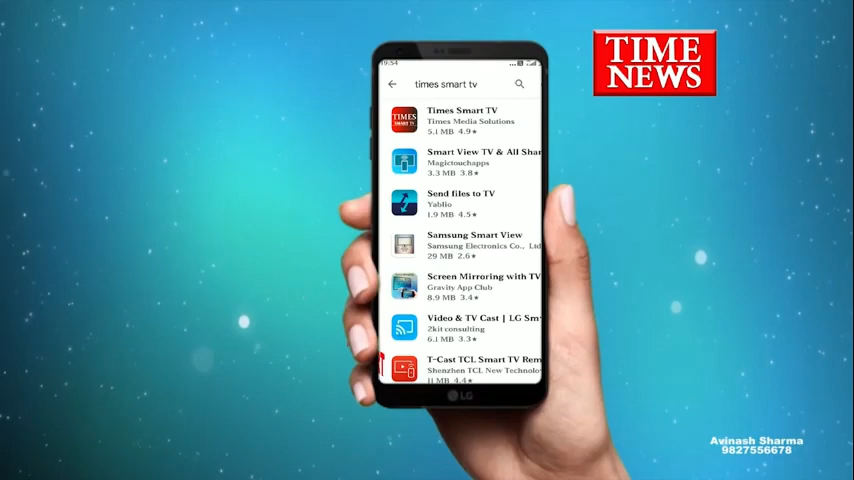 TIME
NEWS
19:54
times smart tv
TIMES
SMART TV
Times Smart TV
Times Media Solutions
5.1 MB 4.9★
Smart View TV & All Shar
Magictouchapps
3.3 MB 3.8★
Send files to TV
Yablio
1.9 MB 4.5★
Samsung Smart View
Samsung Electronics Co., Ltd
29 MB 2.6★
Screen Mirroring with TV
Gravity App Club
8.9 MB 3.4★
Video & TV Cast | LG Sm
2kit consulting
6.1 MB 3.3★
T-Cast TCL Smart TV Rem
Shenzhen TCL New Technolo
11 MB 4.4★
LG
Avinash Sharma
9827556678